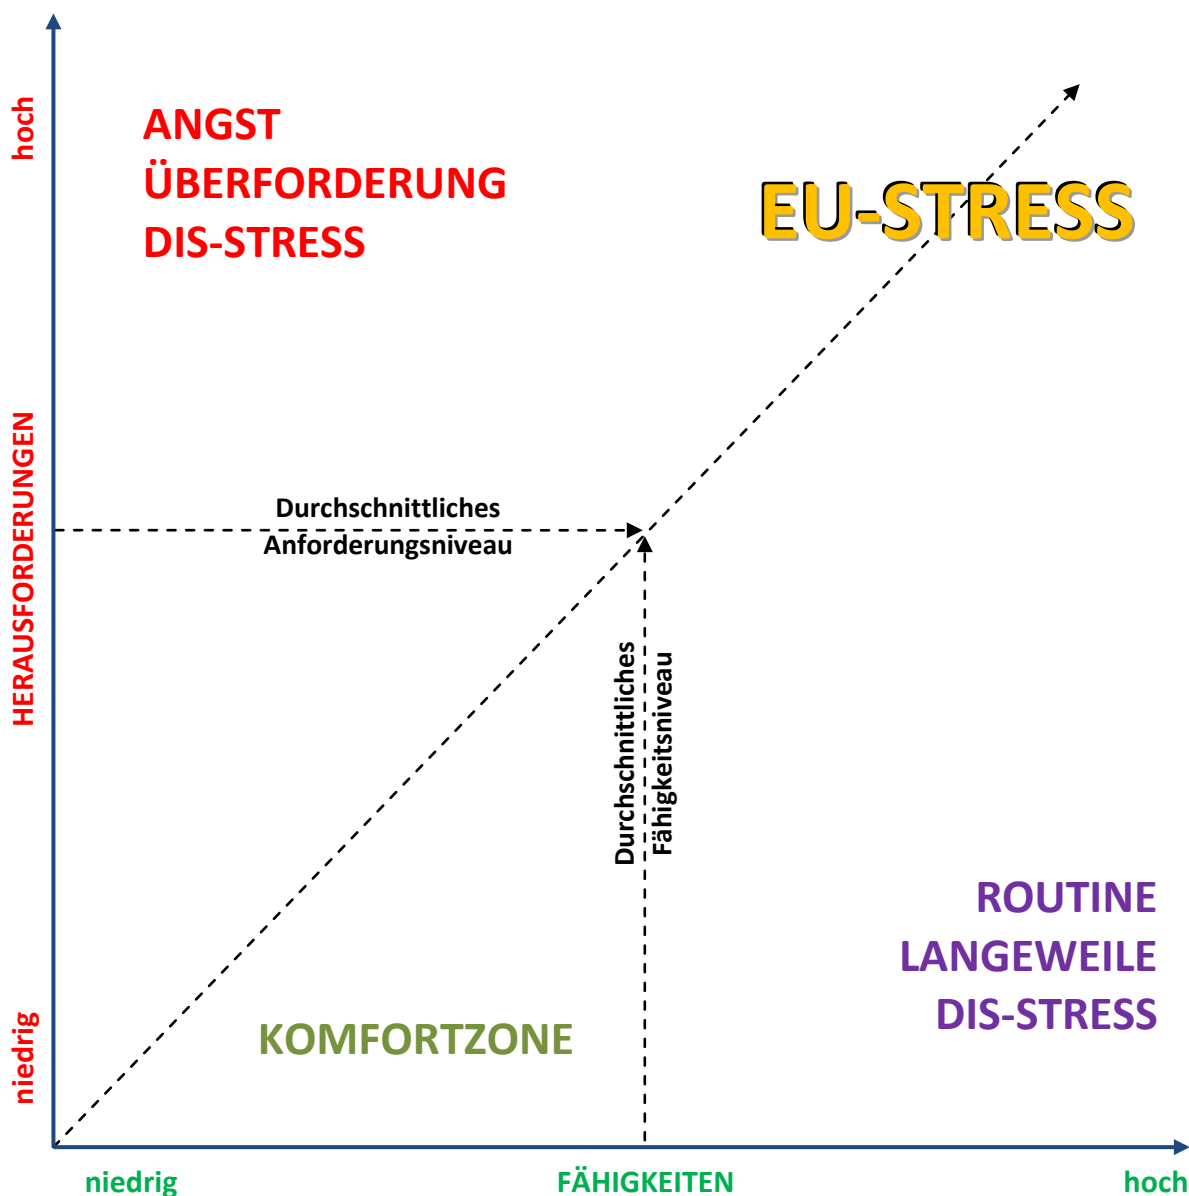 hoch
ANGST
ÜBERFORDERUNG
DIS-STRESS
EU-STRESS
HERAUSFORDERUNGEN
Durchschnittliches
Anforderungsniveau
Durchschnittliches
Fähigkeitsniveau
ROUTINE
LANGEWEILE
DIS-STRESS
KOMFORTZONE
niedrig
niedrig
FÄHIGKEITEN
hoch